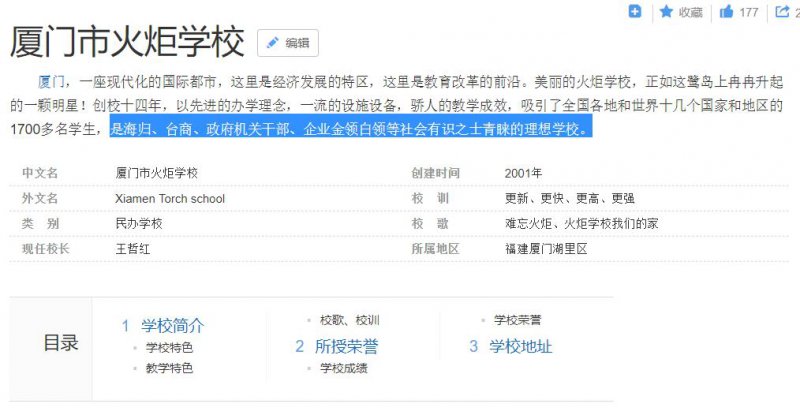 收藏 177 2
厦门市火炬学校 编辑
厦门，一座现代化的国际都市，这里是经济发展的特区，这里是教育改革的前沿。美丽的火炬学校，正如这鹭岛上冉冉升起
的一颗明星！创校十四年，以先进的办学理念，一流的设施设备，骄人的教学成效，吸引了全国各地和世界十几个国家和地区的
1700多名学生，是海归、台商、政府机关干部、企业金领白领等社会有识之士青睐的理想学校。
中文名 厦门市火炬学校 创建时间 2001年
外文名 Xiamen Torch school 校 训 更新、更快、更高、更强
类 别 民办学校 校 歌 难忘火炬、火炬学校我们的家
现任校长 王哲红 所属地区 福建厦门湖里区
目录
1 学校简介
学校特色
教学特色
校歌、校训
2 所授荣誉
学校成绩
学校荣誉
3 学校地址